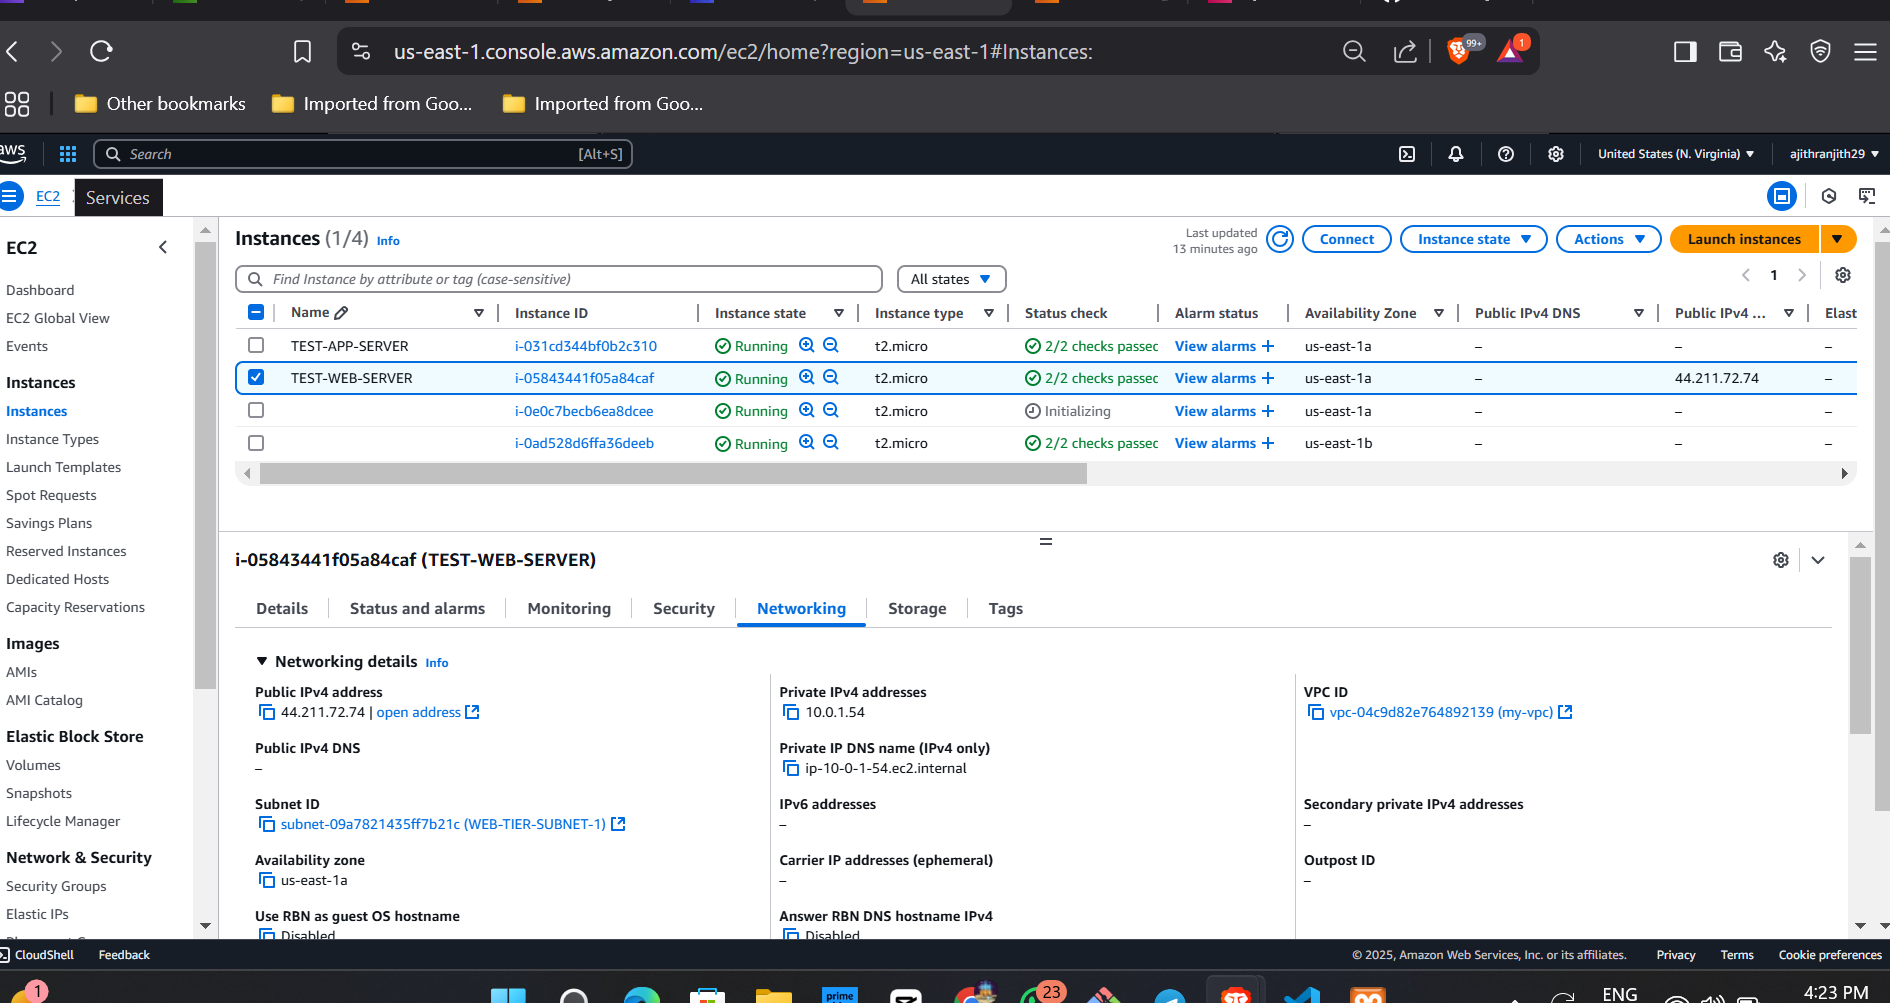 us-east-1.console.aws.amazon.com/ec2/home?region=us-east-1#Instances:
99+
1
Other bookmarks
Imported from Goo...
Imported from Goo...
aws
Search
[Alt+S]
United States (N. Virginia)
ajithranjith29
EC2
Services
EC2
Dashboard
EC2 Global View
Events
Instances
Instances
Instance Types
Launch Templates
Spot Requests
Savings Plans
Reserved Instances
Dedicated Hosts
Capacity Reservations
Images
AMIs
AMI Catalog
Elastic Block Store
Volumes
Snapshots
Lifecycle Manager
Network & Security
Security Groups
Elastic IPs
Instances (1/4) Info
Last updated
13 minutes ago
Connect
Instance state
Actions
Launch instances
Find Instance by attribute or tag (case-sensitive)
All states
1
Name Instance ID Instance state Instance type Status check Alarm status Availability Zone Public IPv4 DNS Public IPv4 ... Elast
TEST-APP-SERVER i-031cd344bf0b2c310 Running t2.micro 2/2 checks passec View alarms + us-east-1a – – –
TEST-WEB-SERVER i-05843441f05a84caf Running t2.micro 2/2 checks passec View alarms + us-east-1a – 44.211.72.74 –
i-0e0c7becb6ea8dcee Running t2.micro Initializing View alarms + us-east-1a – – –
i-0ad528d6ffa36deeb Running t2.micro 2/2 checks passec View alarms + us-east-1b – – –
i-05843441f05a84caf (TEST-WEB-SERVER)
Details
Status and alarms
Monitoring
Security
Networking
Storage
Tags
Networking details Info
Public IPv4 address
44.211.72.74 | open address
Public IPv4 DNS
–
Subnet ID
subnet-09a7821435ff7b21c (WEB-TIER-SUBNET-1)
Availability zone
us-east-1a
Use RBN as guest OS hostname
Disabled
Private IPv4 addresses
10.0.1.54
Private IP DNS name (IPv4 only)
ip-10-0-1-54.ec2.internal
IPv6 addresses
–
Carrier IP addresses (ephemeral)
–
Answer RBN DNS hostname IPv4
Disabled
VPC ID
vpc-04c9d82e764892139 (my-vpc)
Secondary private IPv4 addresses
–
Outpost ID
–
CloudShell
Feedback
© 2025, Amazon Web Services, Inc. or its affiliates.
Privacy
Terms
Cookie preferences
1
prime
23
ENG
4:23 PM